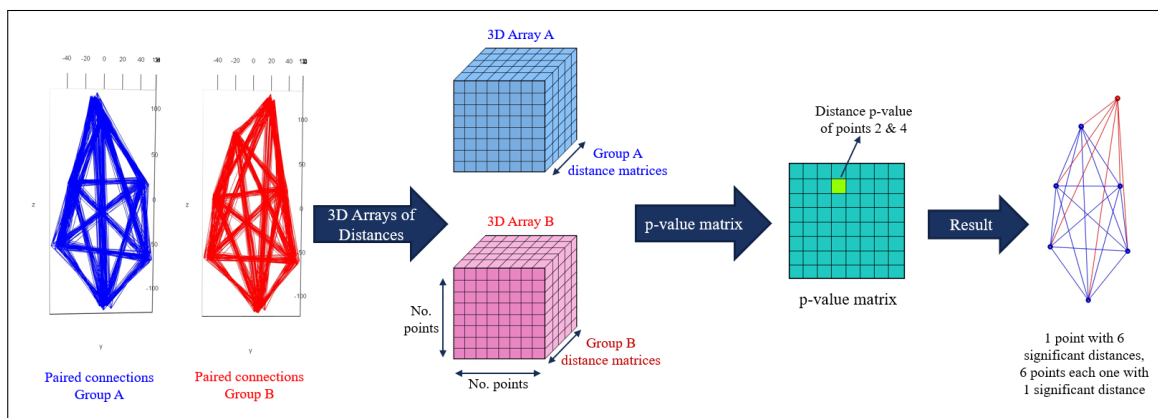 -40 -20 0 20 40
100
50
0
-50
-100
z
y
Paired connections
Group A
-40 -20 0 20 40
100
50
0
-50
-100
z
y
Paired connections
Group B
3D Arrays of
Distances
3D Array A
Group A
distance matrices
3D Array B
No.
points
No. points
Group B
distance matrices
p-value matrix
Distance p-value
of points 2 & 4
p-value matrix
Result
1 point with 6
significant distances,
6 points each one with
1 significant distance